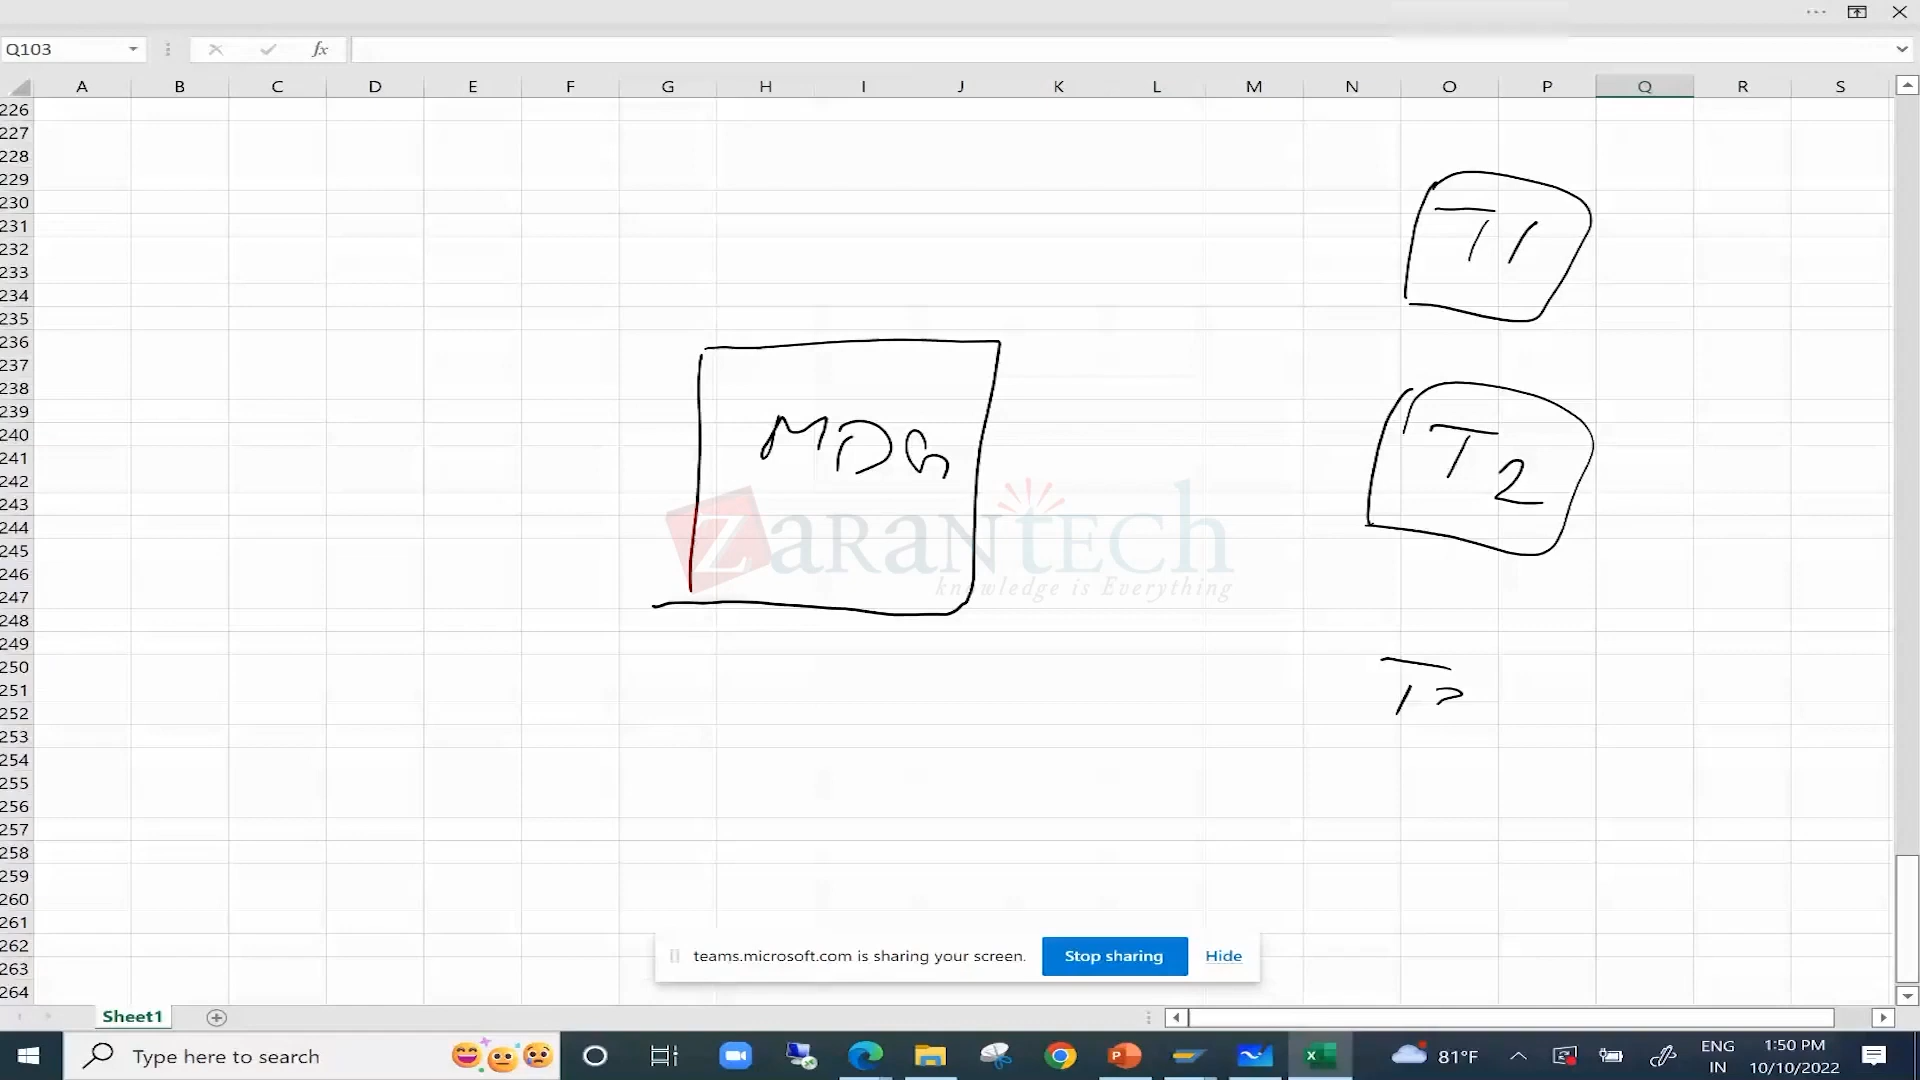 Q103
fx
A B C D E F G H I J K L M N O P Q R S
226
227
228
229
230
231
232
233
234
235
236
237
238
239
240
241
242
243
244
245
246
247
248
249
250
251
252
253
254
255
256
257
258
259
260
261
262
263
264
T1
MDG
T2
ZaranTech
knowledge is Everything
teams.microsoft.com is sharing your screen. Stop sharing Hide
Sheet1
Type here to search
81°F
ENG
IN
1:50 PM
10/10/2022